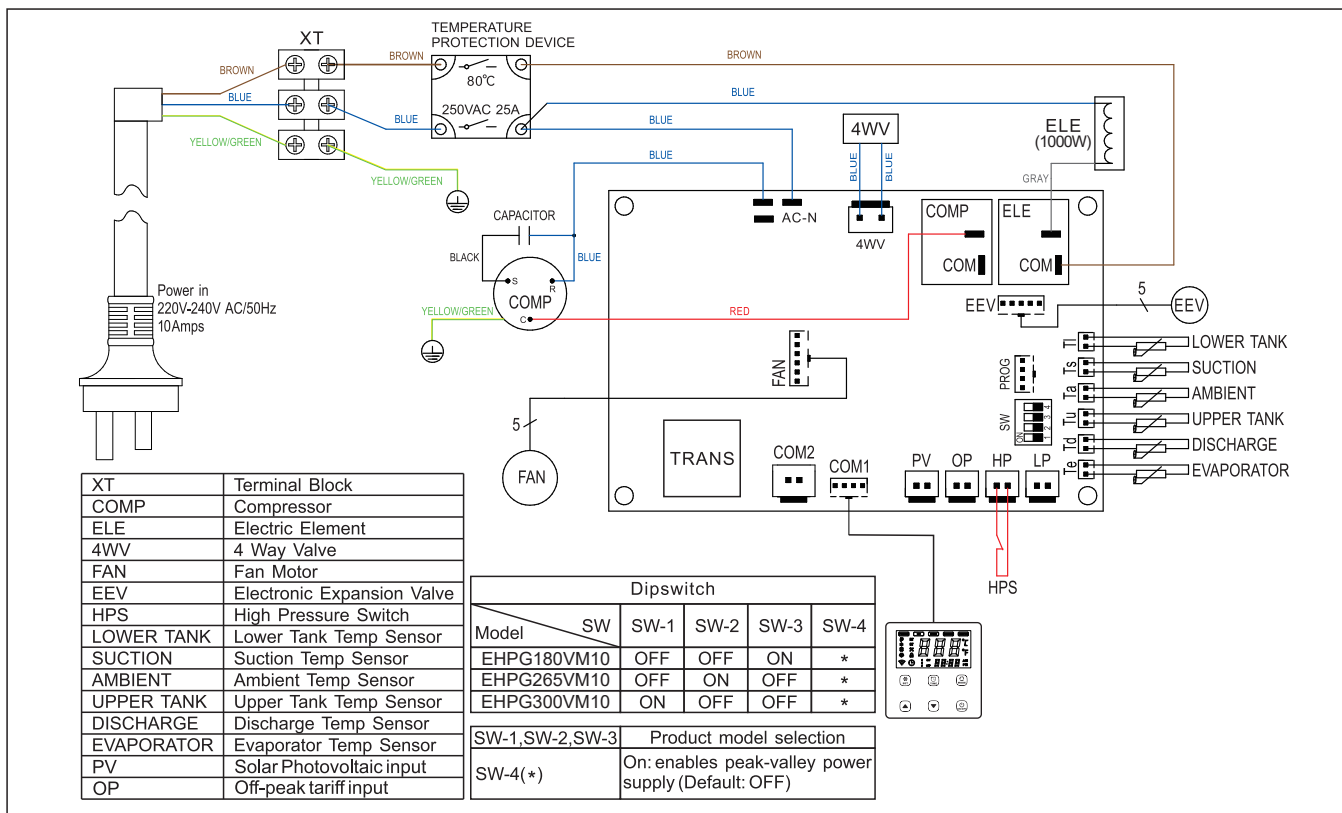 XT
TEMPERATURE
PROTECTION DEVICE
BROWN
BROWN
BROWN
80℃
250VAC 25A
BLUE
BLUE
BLUE
BLUE
BLUE
YELLOW/GREEN
YELLOW/GREEN
4WV
BLUE
BLUE
ELE
(1000W)
GRAY
AC-N
4WV
COMP
COM
ELE
COM
CAPACITOR
BLACK
BLUE
S
R
COMP
C
YELLOW/GREEN
RED
Power in
220V-240V AC/50Hz
10Amps
EEV
5
EEV
FAN
5
FAN
PROG
SW
ON
1 2 3 4
Tl
LOWER TANK
Ts
SUCTION
Ta
AMBIENT
Tu
UPPER TANK
Td
DISCHARGE
Te
EVAPORATOR
TRANS
COM2
COM1
PV
OP
HP
LP
HPS
XT Terminal Block
COMP Compressor
ELE Electric Element
4WV 4 Way Valve
FAN Fan Motor
EEV Electronic Expansion Valve
HPS High Pressure Switch
LOWER TANK Lower Tank Temp Sensor
SUCTION Suction Temp Sensor
AMBIENT Ambient Temp Sensor
UPPER TANK Upper Tank Temp Sensor
DISCHARGE Discharge Temp Sensor
EVAPORATOR Evaporator Temp Sensor
PV Solar Photovoltaic input
OP Off-peak tariff input
Dipswitch
Model SW SW-1 SW-2 SW-3 SW-4
EHPG180VM10 OFF OFF ON *
EHPG265VM10 OFF ON OFF *
EHPG300VM10 ON OFF OFF *
SW-1,SW-2,SW-3 Product model selection
SW-4(*) On: enables peak-valley power
supply (Default: OFF)